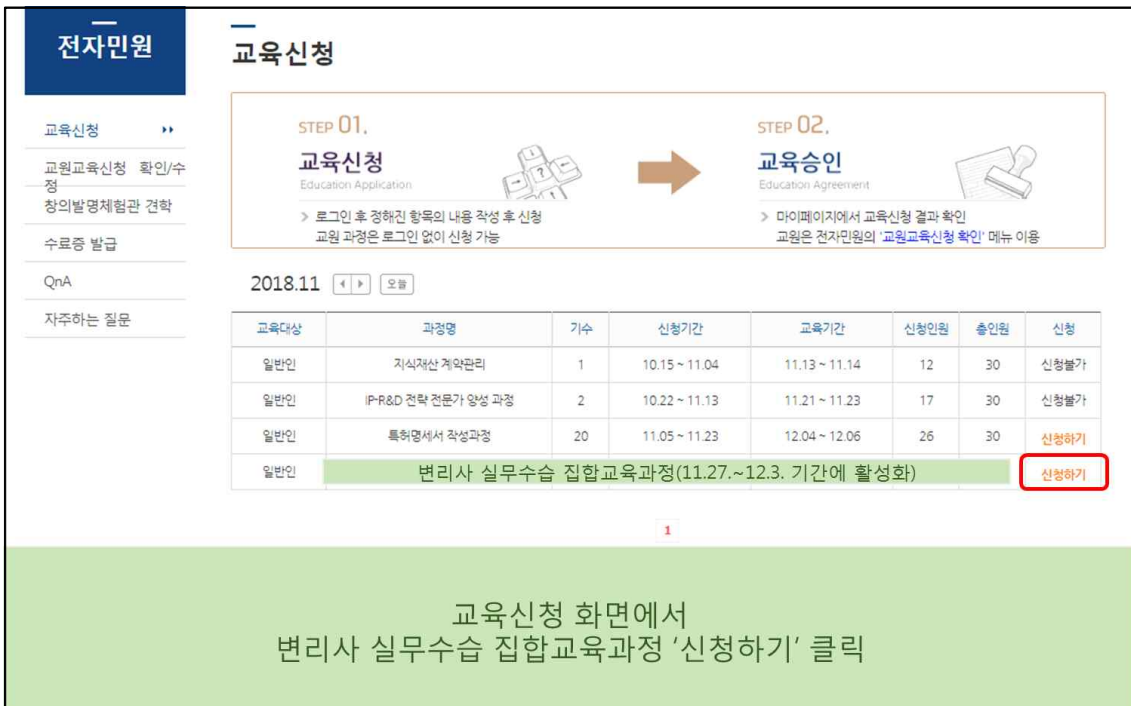 전자민원
교육신청
교원교육신청 확인/수
정
창의발명체험관 견학
수료증 발급
QnA
자주하는 질문
교육신청
STEP 01.
교육신청
Education Application
> 로그인 후 정해진 항목의 내용 작성 후 신청
교원 과정은 로그인 없이 신청 가능
STEP 02.
교육승인
Education Agreement
> 마이페이지에서 교육신청 결과 확인
교원은 전자민원의 '교원교육신청 확인' 메뉴 이용
2018.11 오늘
교육대상 과정명 기수 신청기간 교육기간 신청인원 총인원 신청
일반인 지식재산 계약관리 1 10.15 ~ 11.04 11.13 ~ 11.14 12 30 신청불가
일반인 IP-R&D 전략 전문가 양성 과정 2 10.22 ~ 11.13 11.21 ~ 11.23 17 30 신청불가
일반인 특허명세서 작성과정 20 11.05 ~ 11.23 12.04 ~ 12.06 26 30 신청하기
일반인 변리사 실무수습 집합교육과정(11.27.~12.3. 기간에 활성화) 신청하기
1
교육신청 화면에서
변리사 실무수습 집합교육과정 '신청하기' 클릭